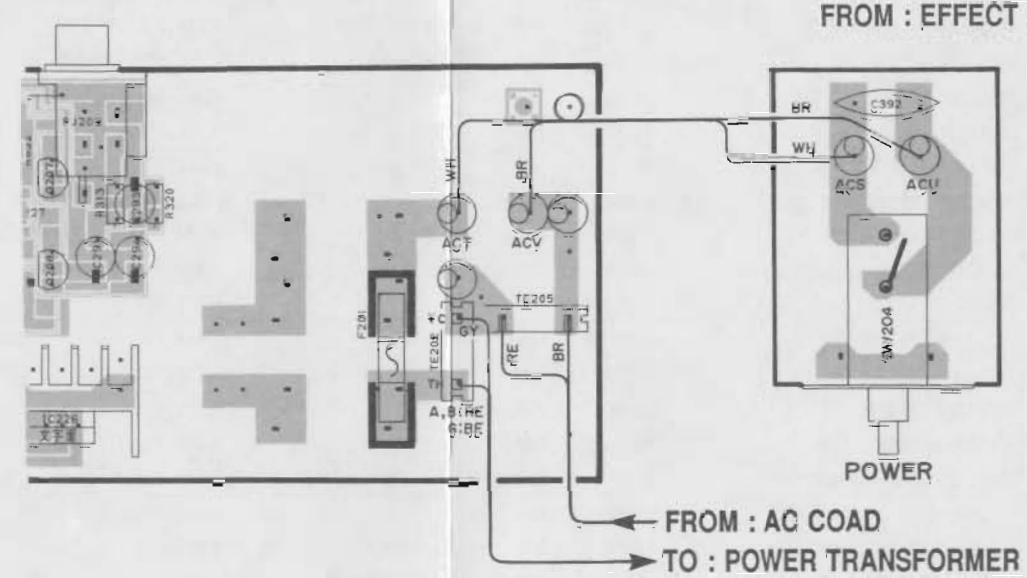 FROM : EFFECT
BR
C392
WH
WH
BR
ACS
ACU
R313
R320
ACT
ACV
F201
TE205
+C
GY
RE
BR
TH
A,B:RE
G:BE
IC226
SW204
POWER
FROM : AC COAD
TO : POWER TRANSFORMER